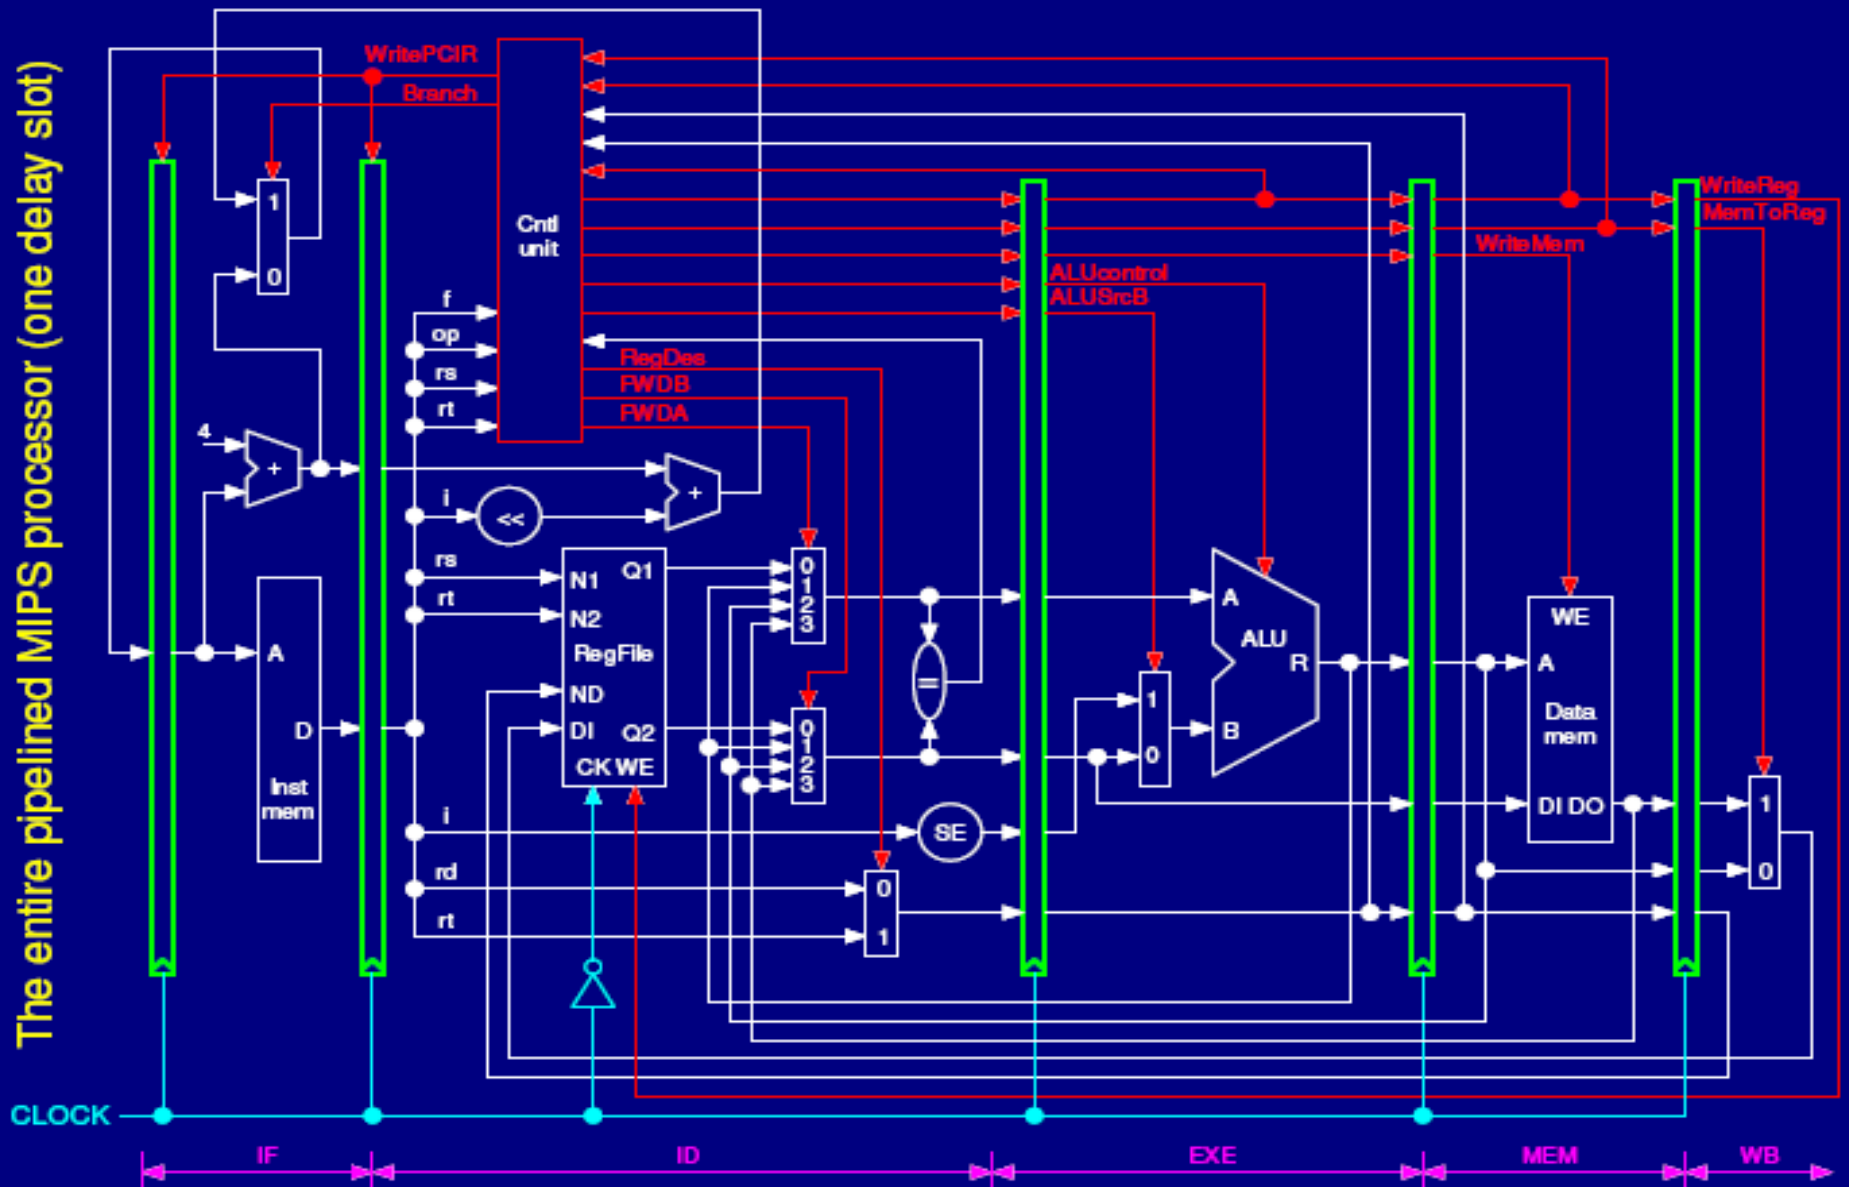 The entire pipelined MIPS processor (one delay slot)
WritePCIR
Branch
1
0
Cntl
unit
WriteReg
MemToReg
WriteMem
ALUcontrol
ALUSrcB
f
op
rs
rt
RegDes
FWDB
FWDA
4
+
i
<<
+
rs
rt
N1
N2
RegFile
ND
DI
CK WE
Q1
Q2
0
1
2
3
0
1
2
3
=
A
D
Inst
mem
i
SE
rd
rt
0
1
1
0
A
ALU
R
B
WE
A
Data
mem
DI DO
1
0
CLOCK
IF
ID
EXE
MEM
WB